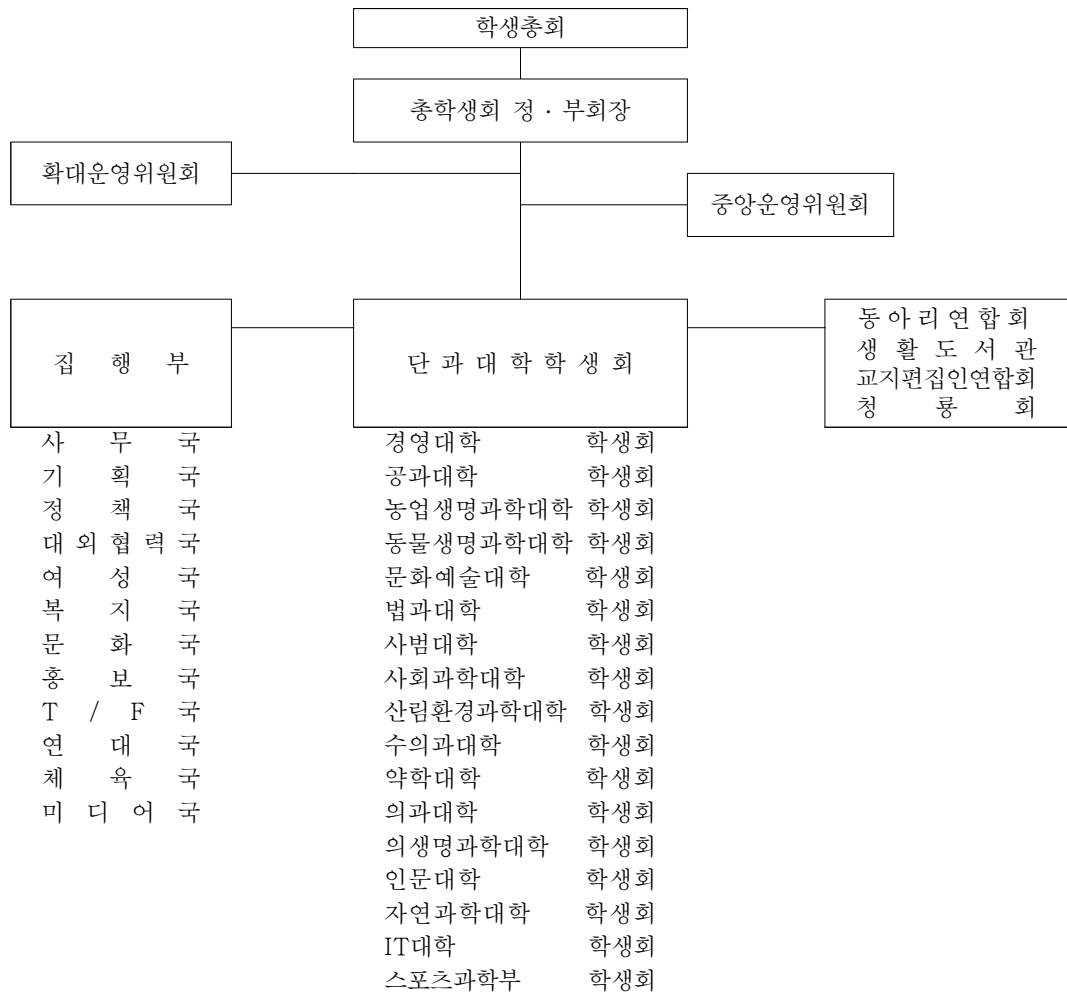 학생총회
총학생회 정 · 부회장
확대운영위원회
중앙운영위원회
집 행 부
단 과 대 학 학 생 회
동 아 리 연 합 회
생 활 도 서 관
교지편집인연합회
청 룡 회
사 무 국
기 획 국
정 책 국
대 외 협 력 국
여 성 국
복 지 국
문 화 국
홍 보 국
T / F 국
연 대 국
체 육 국
미 디 어 국
경영대학 학생회
공과대학 학생회
농업생명과학대학 학생회
동물생명과학대학 학생회
문화예술대학 학생회
법과대학 학생회
사범대학 학생회
사회과학대학 학생회
산림환경과학대학 학생회
수의과대학 학생회
약학대학 학생회
의과대학 학생회
의생명과학대학 학생회
인문대학 학생회
자연과학대학 학생회
IT대학 학생회
스포츠과학부 학생회